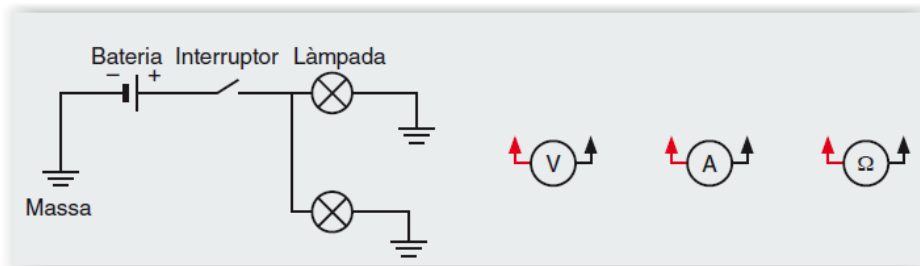 Bateria Interruptor Làmpada
− +
V A Ω
Massa